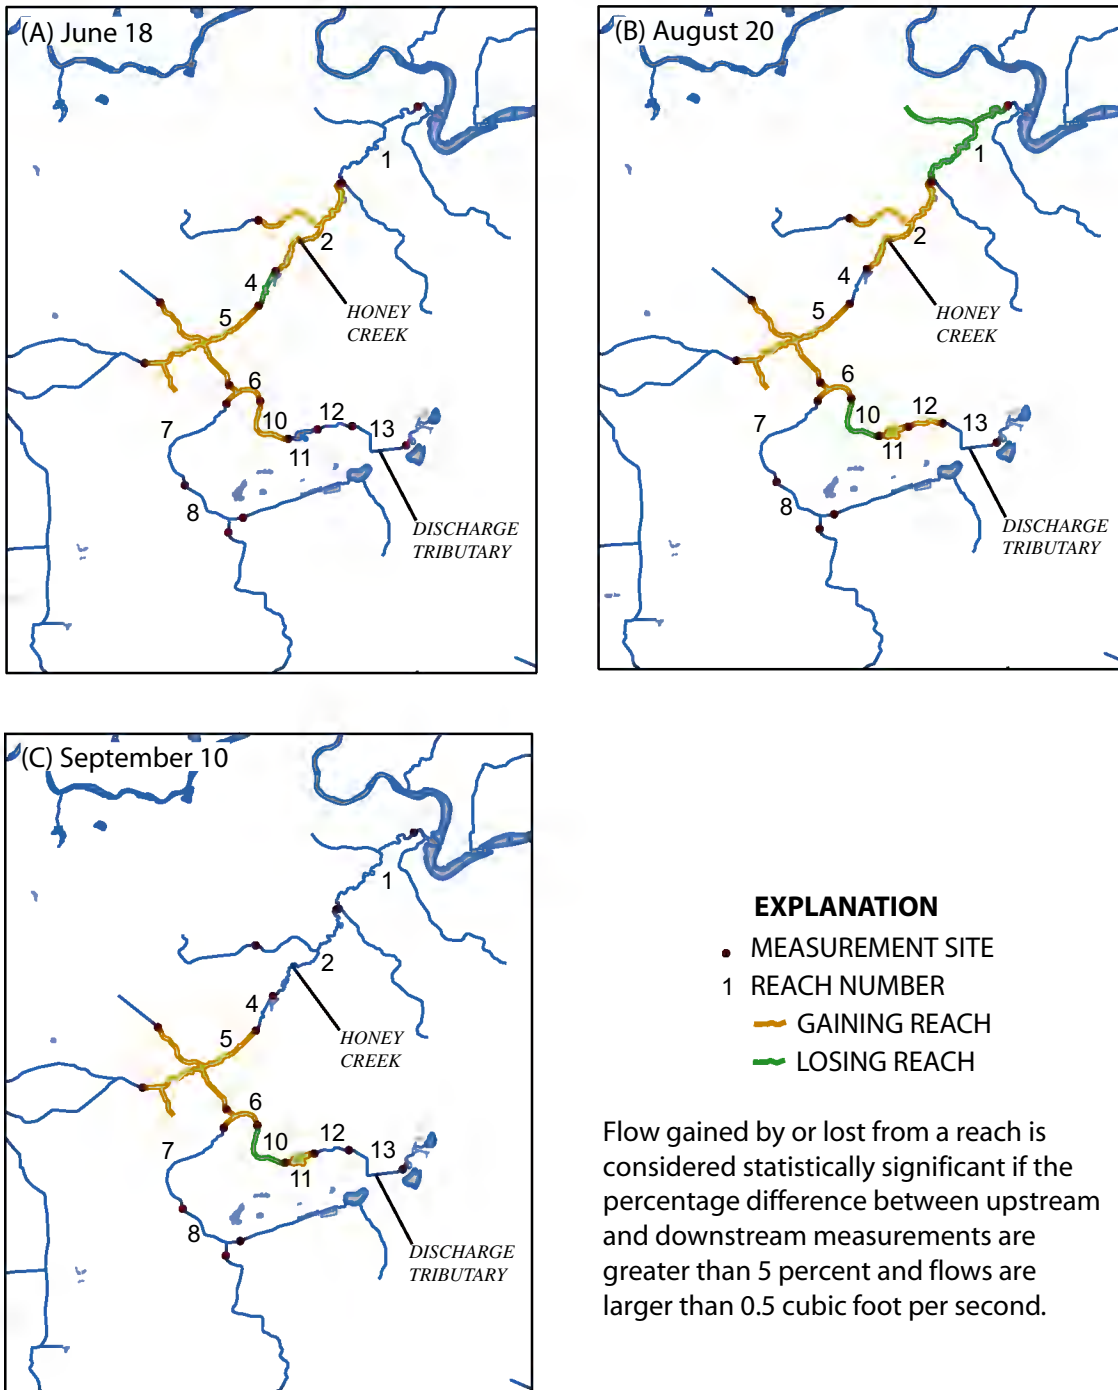 (A) June 18
1
2
4
HONEY
CREEK
5
6
7
10
12
13
11
8
DISCHARGE
TRIBUTARY
(B) August 20
1
2
4
HONEY
CREEK
5
6
7
10
12
13
11
8
DISCHARGE
TRIBUTARY
(C) September 10
1
2
4
HONEY
CREEK
5
6
7
10
12
13
11
8
DISCHARGE
TRIBUTARY
EXPLANATION
MEASUREMENT SITE
1 REACH NUMBER
GAINING REACH
LOSING REACH
Flow gained by or lost from a reach is
considered statistically significant if the
percentage difference between upstream
and downstream measurements are
greater than 5 percent and flows are
larger than 0.5 cubic foot per second.